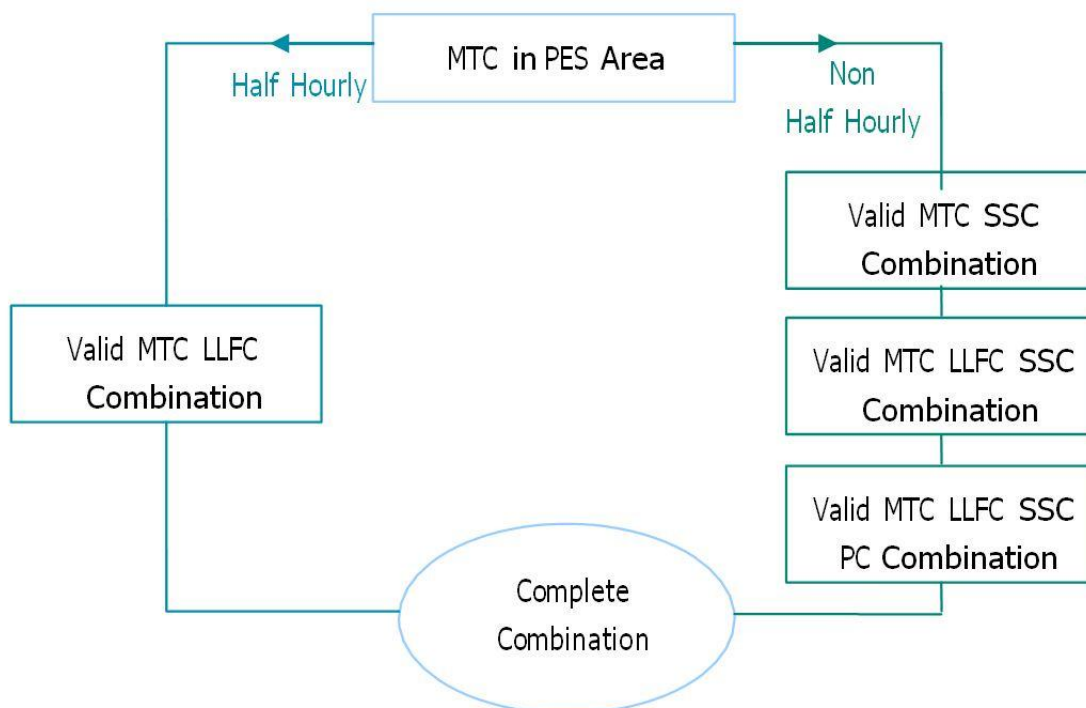 MTC in PES Area
Half Hourly
Non
Half Hourly
Valid MTC SSC
Combination
Valid MTC LLFC
Combination
Valid MTC LLFC SSC
Combination
Valid MTC LLFC SSC
PC Combination
Complete
Combination